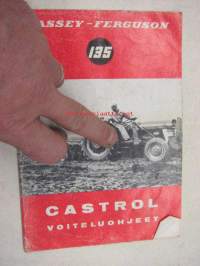 ASSEY-FERGUSON
135
CASTROL
VOITELUOHJEET